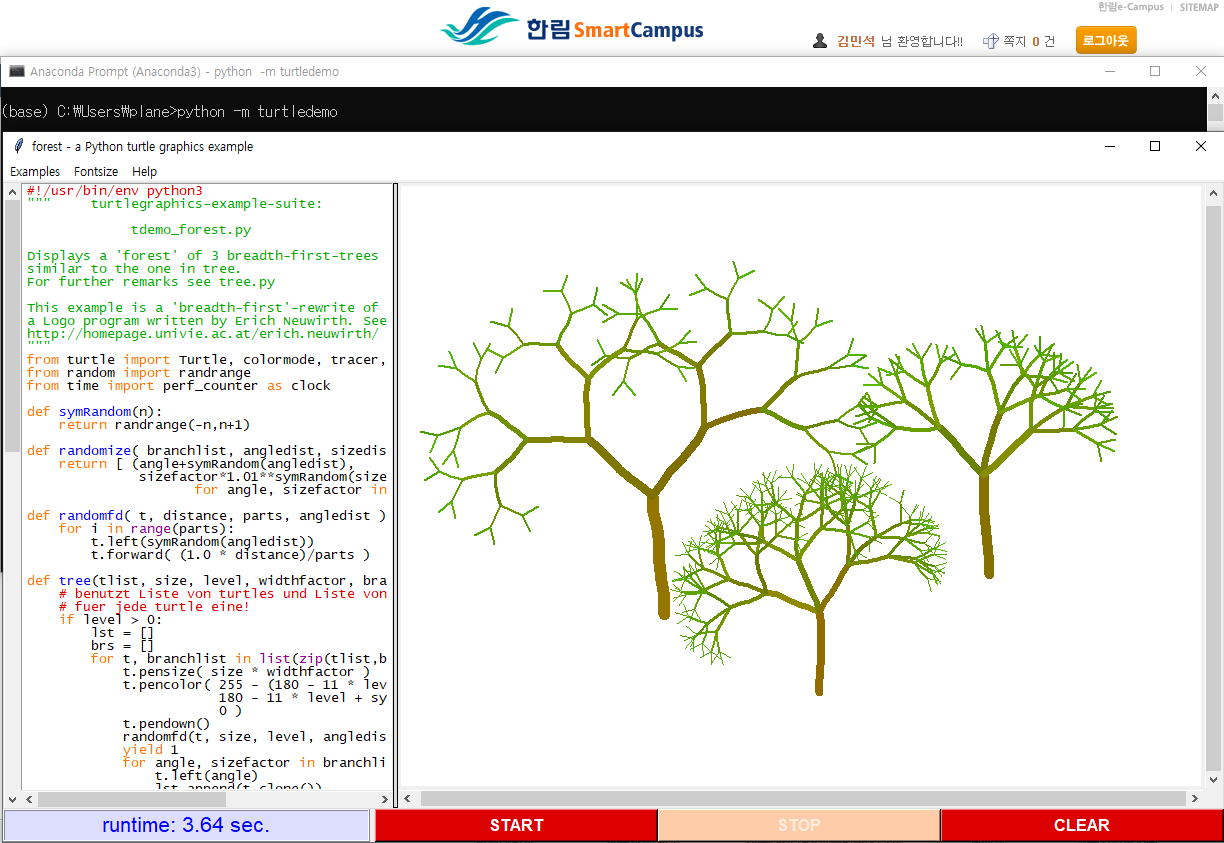 한림e-Campus | SITEMAP
한림 SmartCampus
김민석 님 환영합니다!! 쪽지 0 건 로그아웃
Anaconda Prompt (Anaconda3) - python  -m turtledemo
(base) C:₩Users₩plane>python -m turtledemo
forest - a Python turtle graphics example
Examples Fontsize Help
#!/usr/bin/env python3
"""      turtlegraphics-example-suite:
             tdemo_forest.py
Displays a 'forest' of 3 breadth-first-trees
similar to the one in tree.
For further remarks see tree.py
This example is a 'breadth-first'-rewrite of
a Logo program written by Erich Neuwirth. See
http://homepage.univie.ac.at/erich.neuwirth/
"""
from turtle import Turtle, colormode, tracer,
from random import randrange
from time import perf_counter as clock
def symRandom(n):
    return randrange(-n,n+1)
def randomize( branchlist, angledist, sizedis
    return [ (angle+symRandom(angledist),
              sizefactor*1.01**symRandom(size
                     for angle, sizefactor in
def randomfd( t, distance, parts, angledist )
    for i in range(parts):
        t.left(symRandom(angledist))
        t.forward( (1.0 * distance)/parts )
def tree(tlist, size, level, widthfactor, bra
    # benutzt Liste von turtles und Liste von
    # fuer jede turtle eine!
    if level > 0:
        lst = []
        brs = []
        for t, branchlist in list(zip(tlist,b
            t.pensize( size * widthfactor )
            t.pencolor( 255 - (180 - 11 * lev
                        180 - 11 * level + sy
                        0 )
            t.pendown()
            randomfd(t, size, level, angledis
            yield 1
            for angle, sizefactor in branchli
                t.left(angle)
                lst.append(t.clone())
runtime: 3.64 sec. START STOP CLEAR